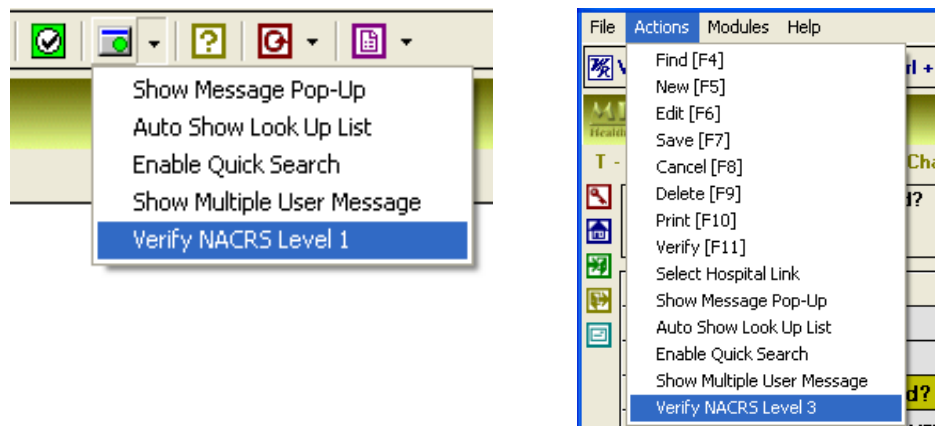 Show Message Pop-Up
Auto Show Look Up List
Enable Quick Search
Show Multiple User Message
Verify NACRS Level 1
File Actions Modules Help
Find [F4]
New [F5]
Edit [F6]
Save [F7]
Cancel [F8]
Delete [F9]
Print [F10]
Verify [F11]
Select Hospital Link
Show Message Pop-Up
Auto Show Look Up List
Enable Quick Search
Show Multiple User Message
Verify NACRS Level 3